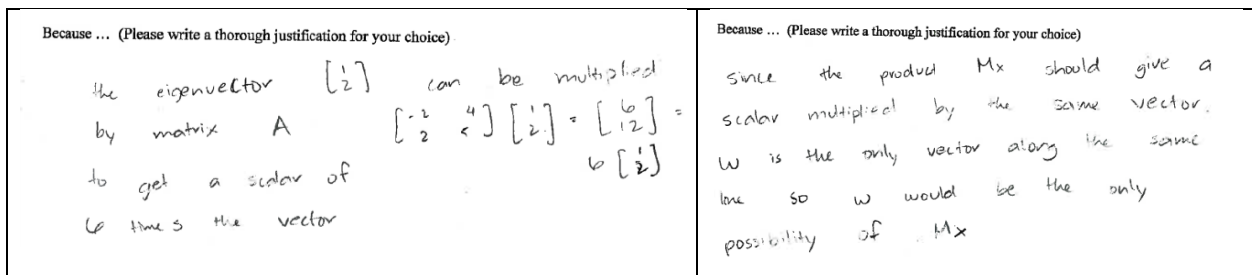 Because ... (Please write a thorough justification for your choice)
the eigenvector [1 2] can be multiplied
by matrix A [-2 4 2 5] [1 2] = [6 12] =
to get a scalar of 6 [1 2]
6 times the vector
Because ... (Please write a thorough justification for your choice)
Since the product Mx should give a
scalar multiplied by the same vector.
W is the only vector along the same
line so w would be the only
possibility of Mx